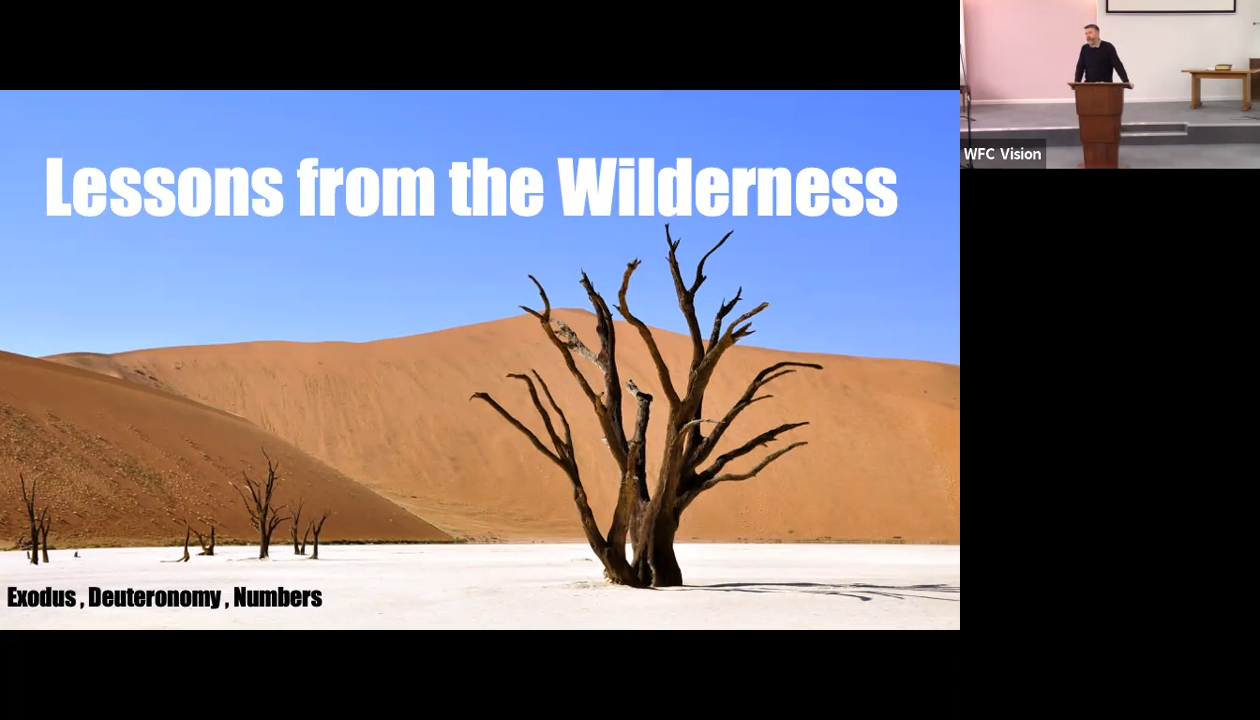 Lessons from the Wilderness
Exodus , Deuteronomy , Numbers
WFC Vision